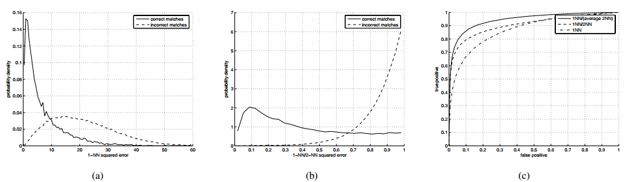 0.16
0.14
0.12
0.1
0.08
0.06
0.04
0.02
0
probability density
0 10 20 30 40 50 60
1-NN squared error
correct matches
incorrect matches
(a)
7
6
5
4
3
2
1
0
probability density
0 0.1 0.2 0.3 0.4 0.5 0.6 0.7 0.8 0.9 1
1-NN/2-NN squared error
correct matches
incorrect matches
(b)
1
0.9
0.8
0.7
0.6
0.5
0.4
0.3
0.2
0.1
0
true positive
0 0.1 0.2 0.3 0.4 0.5 0.6 0.7 0.8 0.9 1
false positive
1NN/(average 2NN)
1NN/2NN
1NN
(c)